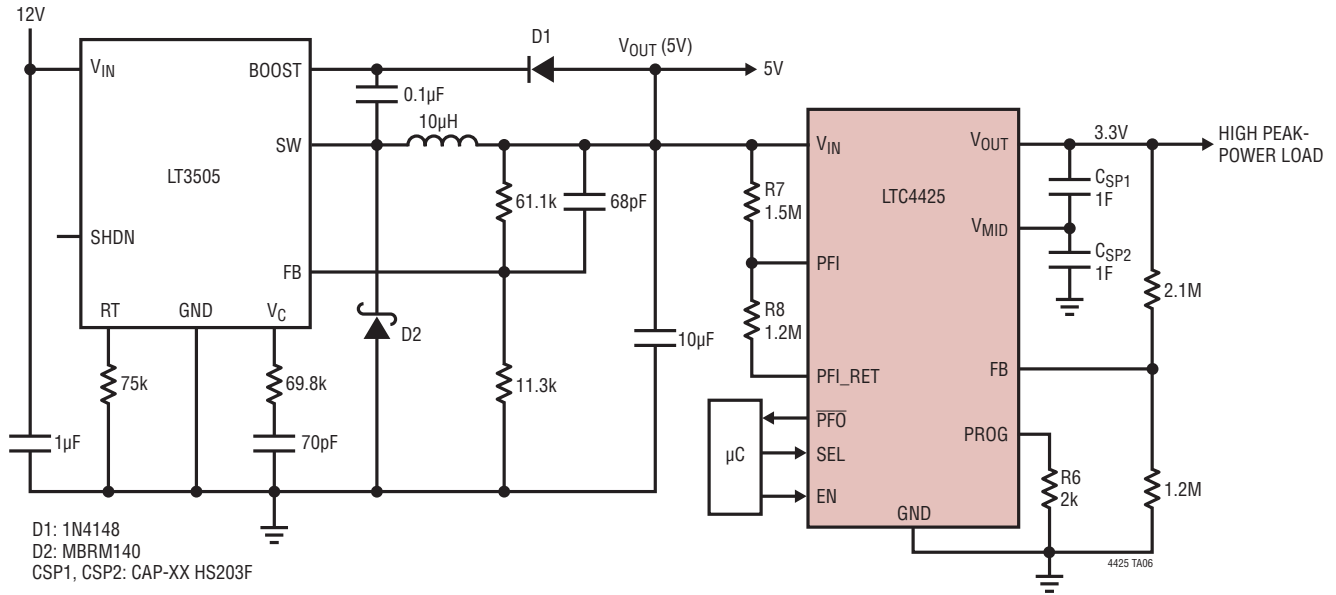 12V
D1
VOUT (5V)
VIN
BOOST
5V
0.1µF
10µH
SW
VIN
VOUT
3.3V
HIGH PEAK-
POWER LOAD
LT3505
61.1k
68pF
R7
1.5M
LTC4425
CSP1
1F
VMID
SHDN
CSP2
1F
FB
PFI
2.1M
RT
GND
VC
D2
R8
1.2M
10µF
75k
69.8k
11.3k
PFI_RET
FB
1µF
70pF
µC
PFO
PROG
SEL
R6
2k
1.2M
EN
GND
D1: 1N4148
D2: MBRM140
CSP1, CSP2: CAP-XX HS203F
4425 TA06